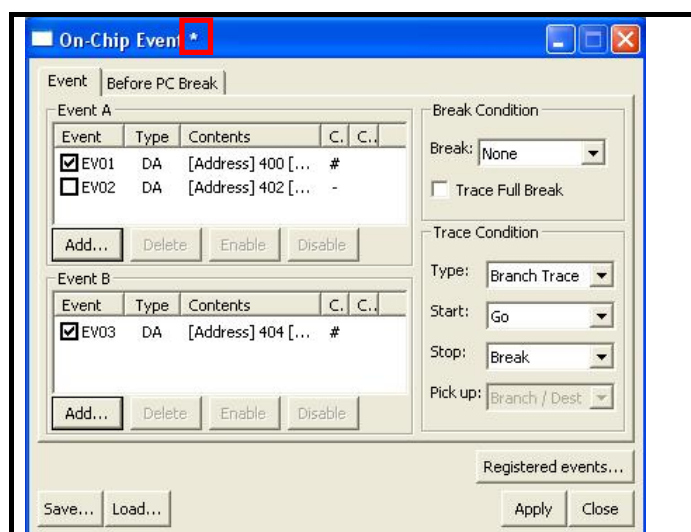 On-Chip Event *
Event Before PC Break
Event A
Event Type Contents C. C..
EV01 DA [Address] 400 [... #
EV02 DA [Address] 402 [... -
Add... Delete Enable Disable
Event B
Event Type Contents C. C..
EV03 DA [Address] 404 [... #
Add... Delete Enable Disable
Break Condition
Break: None
Trace Full Break
Trace Condition
Type: Branch Trace
Start: Go
Stop: Break
Pick up: Branch / Dest
Registered events...
Save... Load... Apply Close